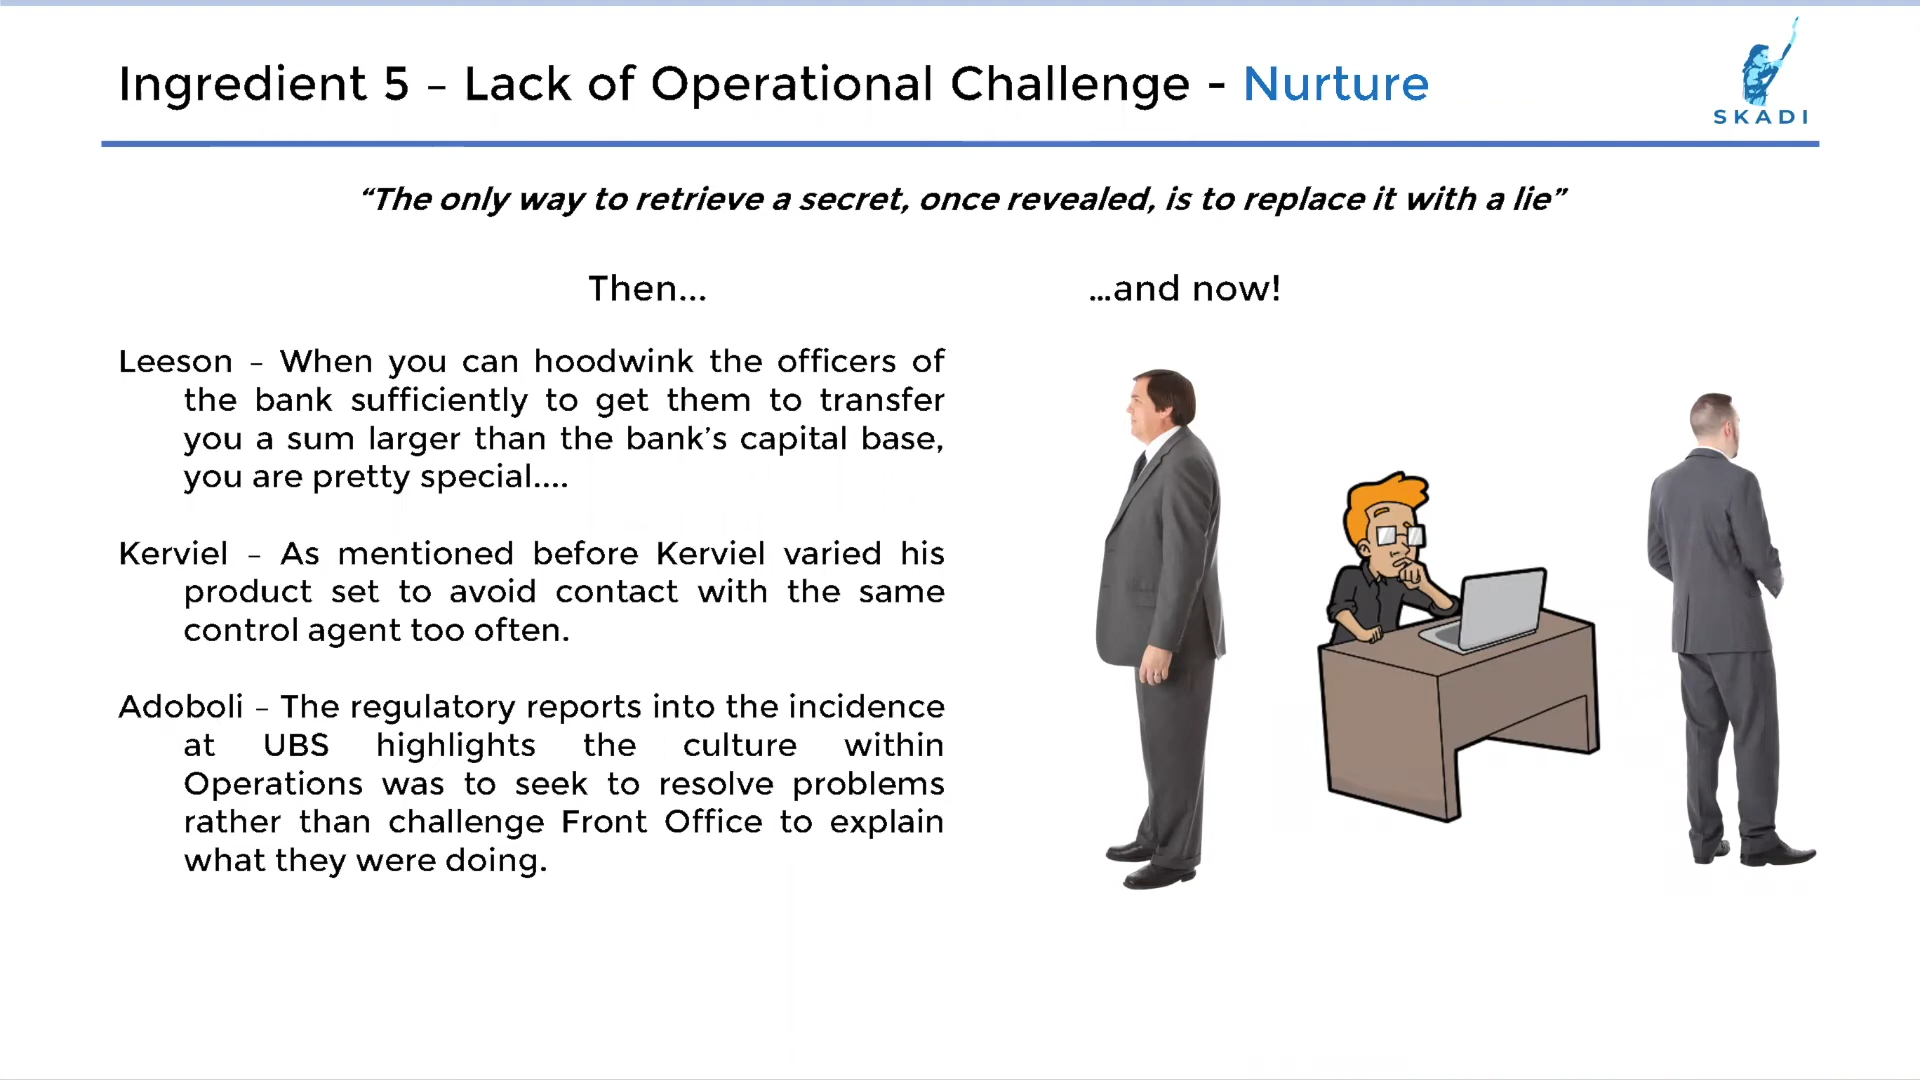 Ingredient 5 – Lack of Operational Challenge - Nurture
SKADI
“The only way to retrieve a secret, once revealed, is to replace it with a lie”
Then...
...and now!
Leeson – When you can hoodwink the officers of
the bank sufficiently to get them to transfer
you a sum larger than the bank’s capital base,
you are pretty special....
Kerviel – As mentioned before Kerviel varied his
product set to avoid contact with the same
control agent too often.
Adoboli – The regulatory reports into the incidence
at UBS highlights the culture within
Operations was to seek to resolve problems
rather than challenge Front Office to explain
what they were doing.